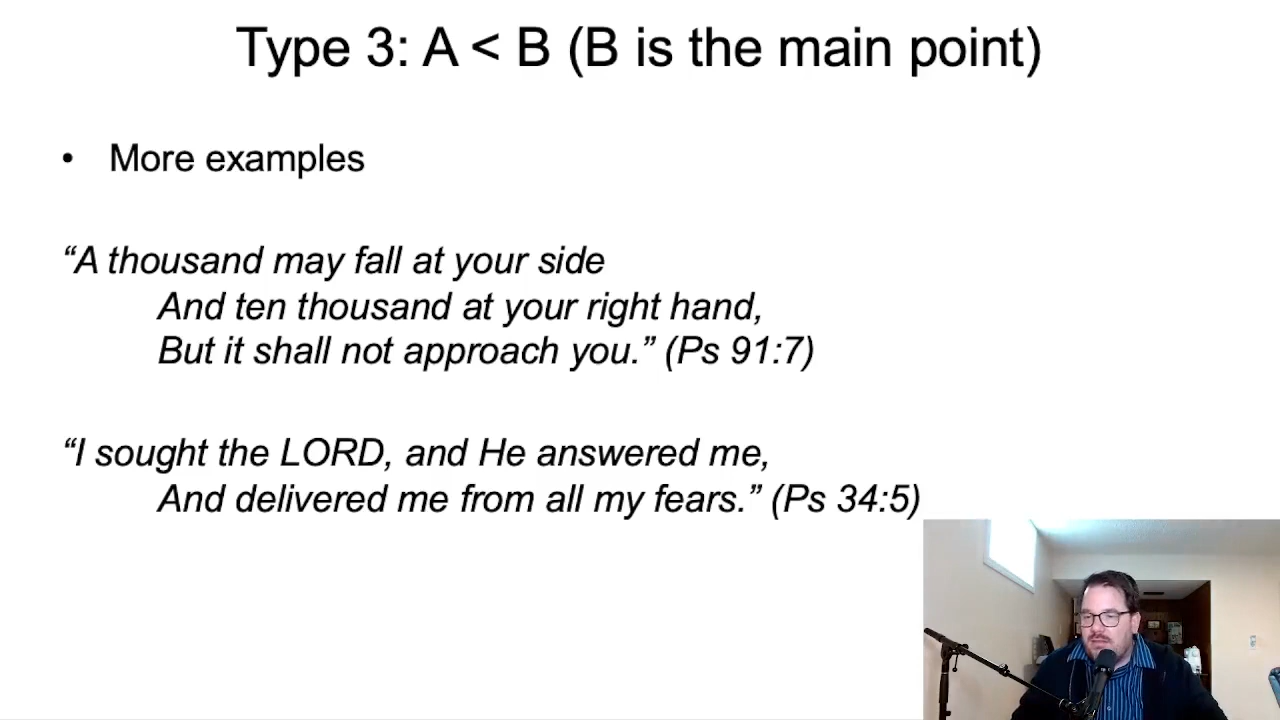 Type 3: A < B (B is the main point)
• More examples
“A thousand may fall at your side
And ten thousand at your right hand,
But it shall not approach you.” (Ps 91:7)
“I sought the LORD, and He answered me,
And delivered me from all my fears.” (Ps 34:5)